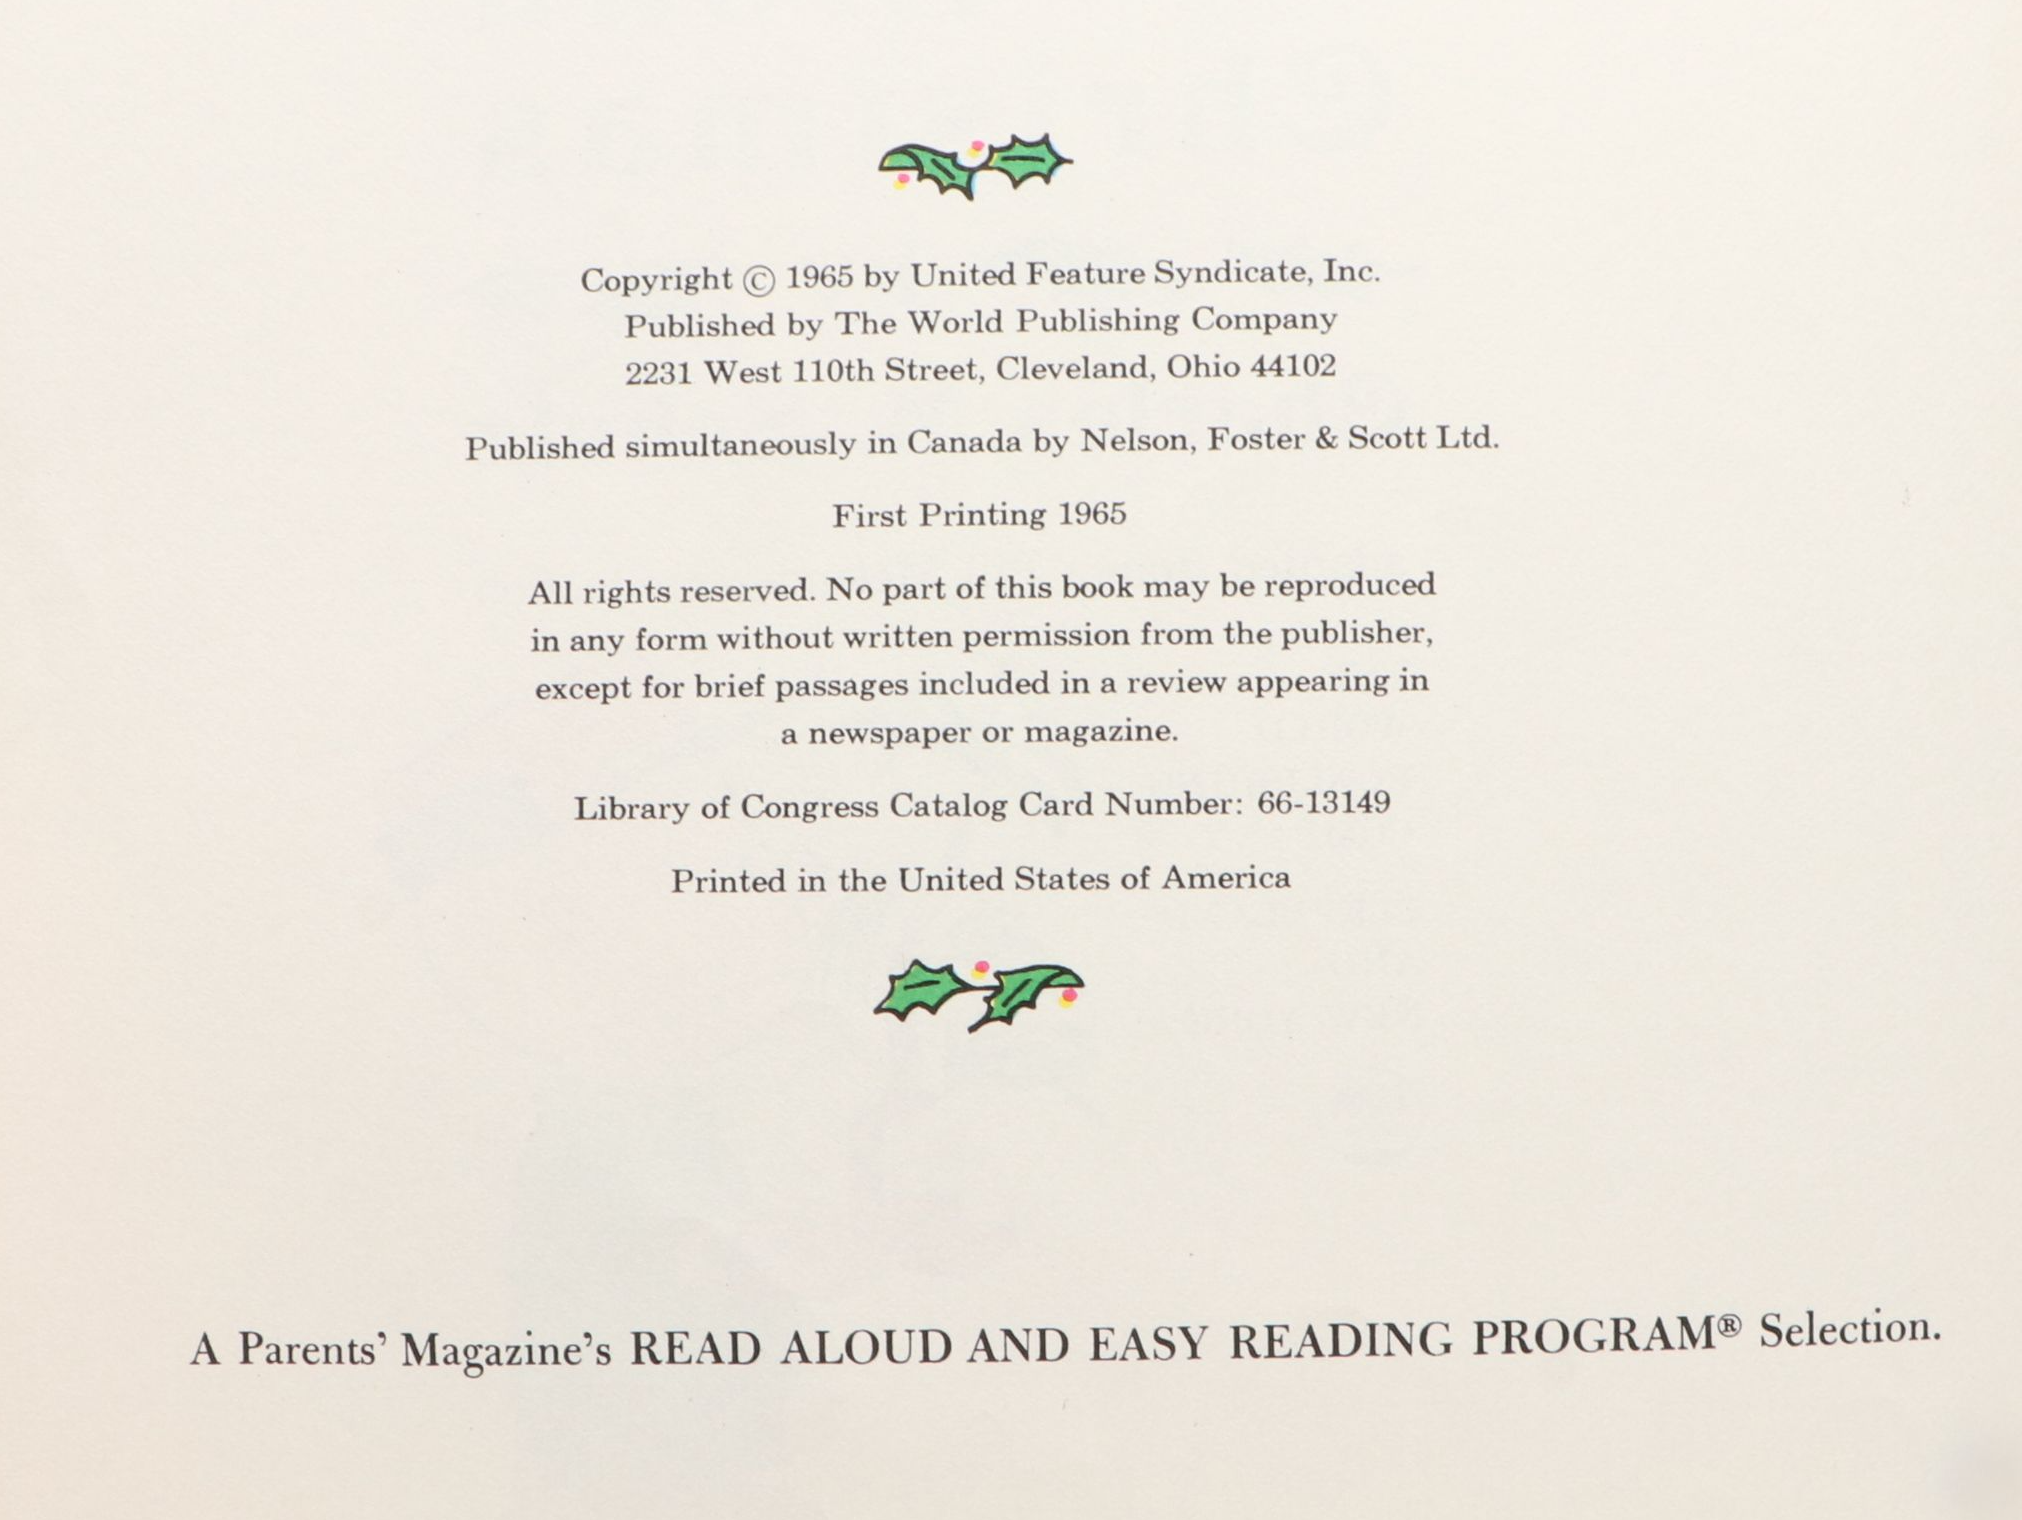 Copyright © 1965 by United Feature Syndicate, Inc.
Published by The World Publishing Company
2231 West 110th Street, Cleveland, Ohio 44102
Published simultaneously in Canada by Nelson, Foster & Scott Ltd.
First Printing 1965
All rights reserved. No part of this book may be reproduced
in any form without written permission from the publisher,
except for brief passages included in a review appearing in
a newspaper or magazine.
Library of Congress Catalog Card Number: 66-13149
Printed in the United States of America
A Parents’ Magazine’s READ ALOUD AND EASY READING PROGRAM® Selection.